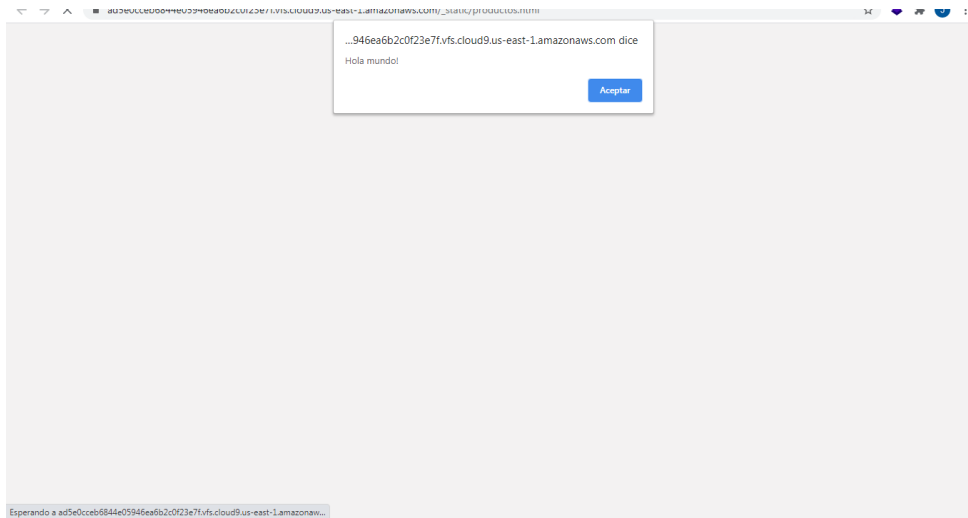 ad5e0cceb6844e05946ea6b2c0f23e7f.vfs.cloud9.us-east-1.amazonaws.com/_static/productos.html
...946ea6b2c0f23e7f.vfs.cloud9.us-east-1.amazonaws.com dice
Hola mundo!
Aceptar
Esperando a ad5e0cceb6844e05946ea6b2c0f23e7f.vfs.cloud9.us-east-1.amazonaw...